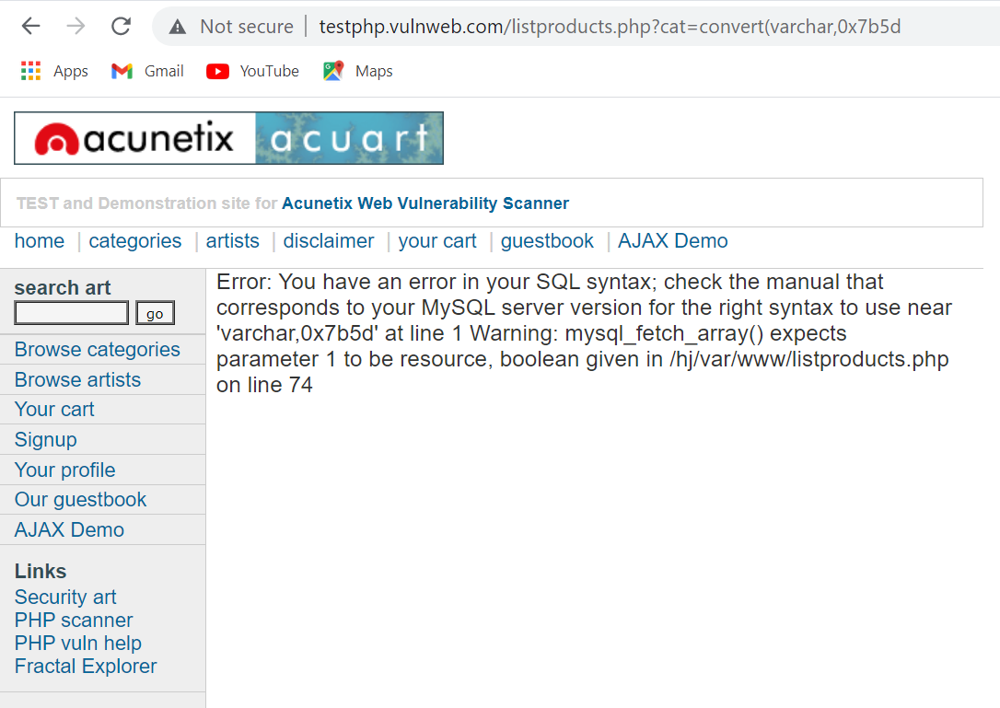 Not secure | testphp.vulnweb.com/listproducts.php?cat=convert(varchar,0x7b5d
Apps Gmail YouTube Maps
acunetix acuart
TEST and Demonstration site for Acunetix Web Vulnerability Scanner
home | categories | artists | disclaimer | your cart | guestbook | AJAX Demo
search art
go
Browse categories
Browse artists
Your cart
Signup
Your profile
Our guestbook
AJAX Demo
Links
Security art
PHP scanner
PHP vuln help
Fractal Explorer
Error: You have an error in your SQL syntax; check the manual that
corresponds to your MySQL server version for the right syntax to use near
'varchar,0x7b5d' at line 1 Warning: mysql_fetch_array() expects
parameter 1 to be resource, boolean given in /hj/var/www/listproducts.php
on line 74